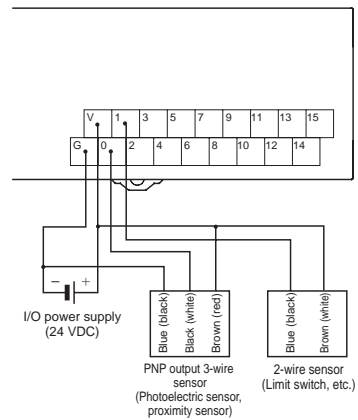 V 1 3 5 7 9 11 13 15
G 0 2 4 6 8 10 12 14
− +
I/O power supply
(24 VDC)
Blue (black)
Black (white)
Brown (red)
Blue (black)
Brown (white)
PNP output 3-wire
sensor
(Photoelectric sensor,
proximity sensor)
2-wire sensor
(Limit switch, etc.)